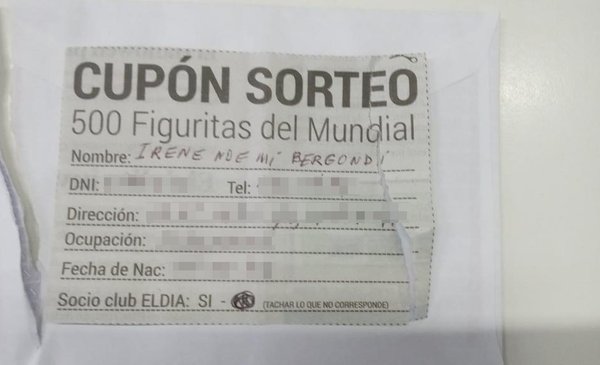 CUPÓN SORTEO
500 Figuritas del Mundial
Nombre: IRENE NOEMI BERGONDI
DNI: Tel:
Dirección:
Ocupación:
Fecha de Nac:
Socio club ELDIA: SI - (TACHAR LO QUE NO CORRESPONDE)